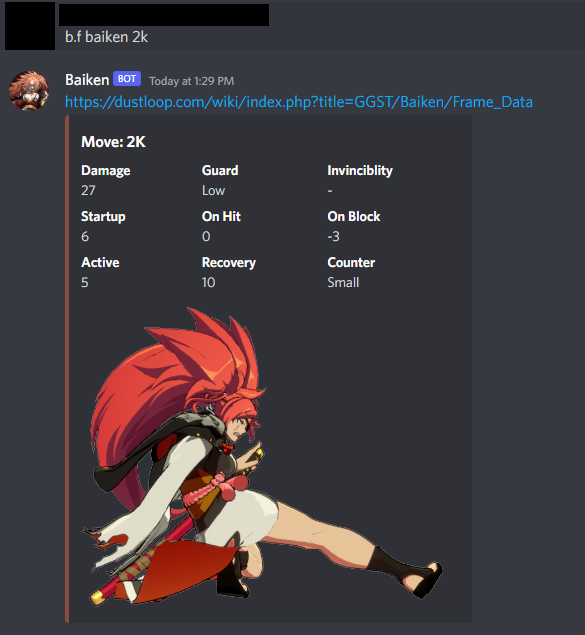 b.f baiken 2k
Baiken BOT Today at 1:29 PM
https://dustloop.com/wiki/index.php?title=GGST/Baiken/Frame_Data
Move: 2K
Damage Guard Invinciblity
27 Low -
Startup On Hit On Block
6 0 -3
Active Recovery Counter
5 10 Small